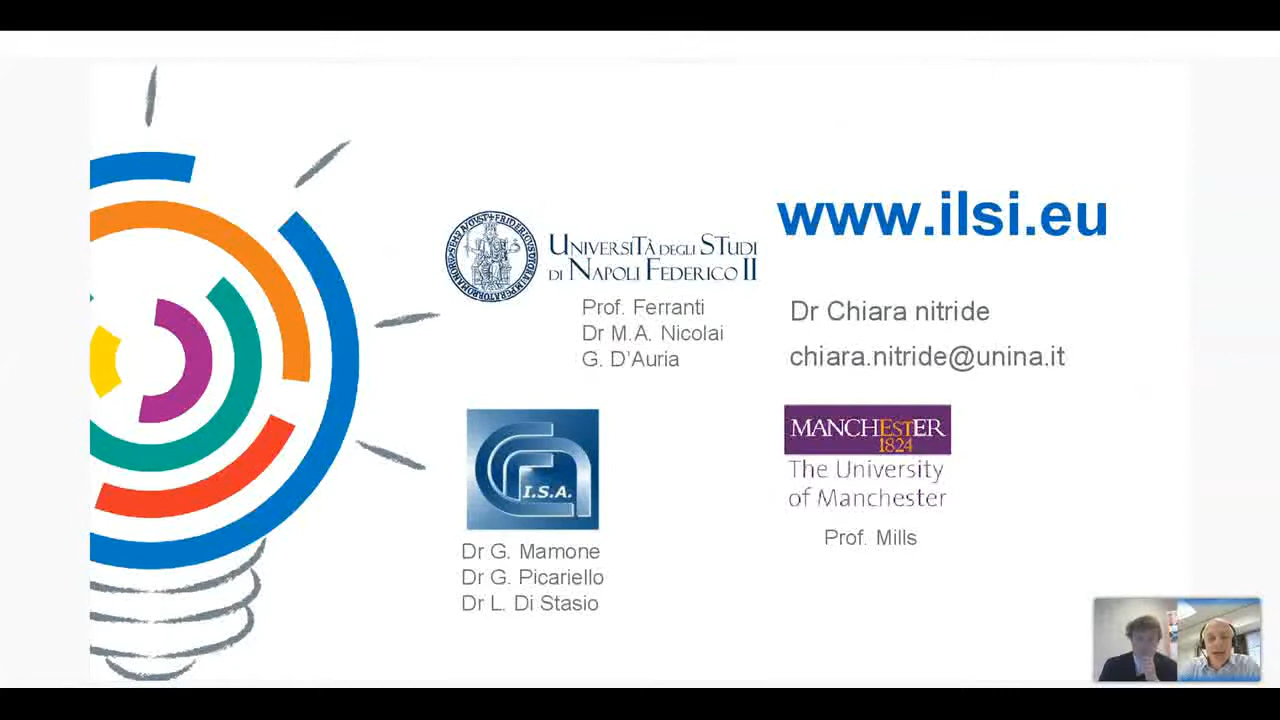 www.ilsi.eu
UNIVERSITÀ DEGLI STUDI
DI NAPOLI FEDERICO II
Prof. Ferranti
Dr M.A. Nicolai
G. D'Auria
Dr Chiara nitride
chiara.nitride@unina.it
I.S.A.
Dr G. Mamone
Dr G. Picariello
Dr L. Di Stasio
MANCHESTER
1824
The University
of Manchester
Prof. Mills